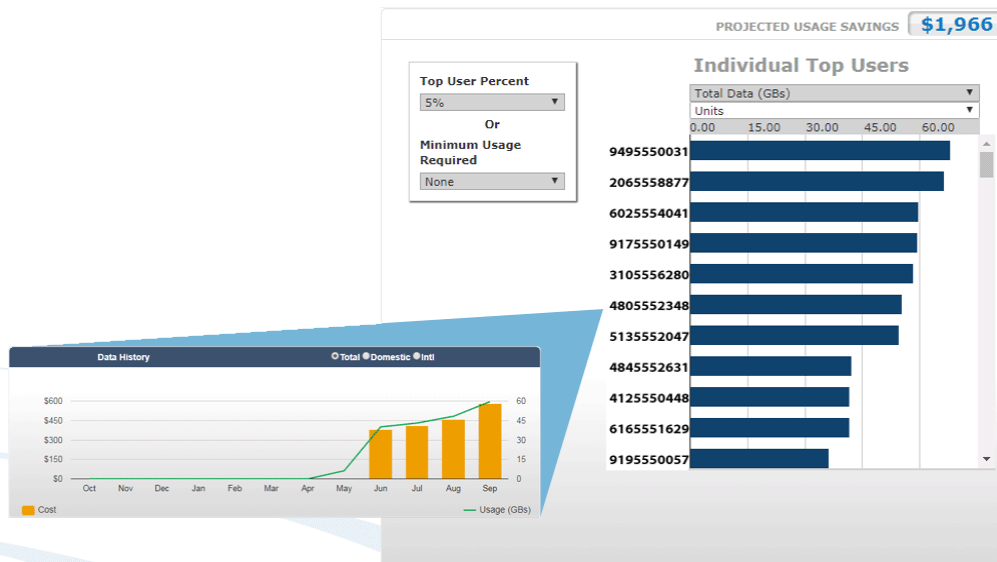 PROJECTED USAGE SAVINGS $1,966
Individual Top Users
Top User Percent
5%
Or
Minimum Usage
Required
None
Total Data (GBs)
Units
0.00 15.00 30.00 45.00 60.00
9495550031
2065558877
6025554041
9175550149
3105556280
4805552348
5135552047
4845552631
4125550448
6165551629
9195550057
Data History Total Domestic Intl
$600 60
$450 45
$300 30
$150 15
$0 0
Oct Nov Dec Jan Feb Mar Apr May Jun Jul Aug Sep
Cost Usage (GBs)